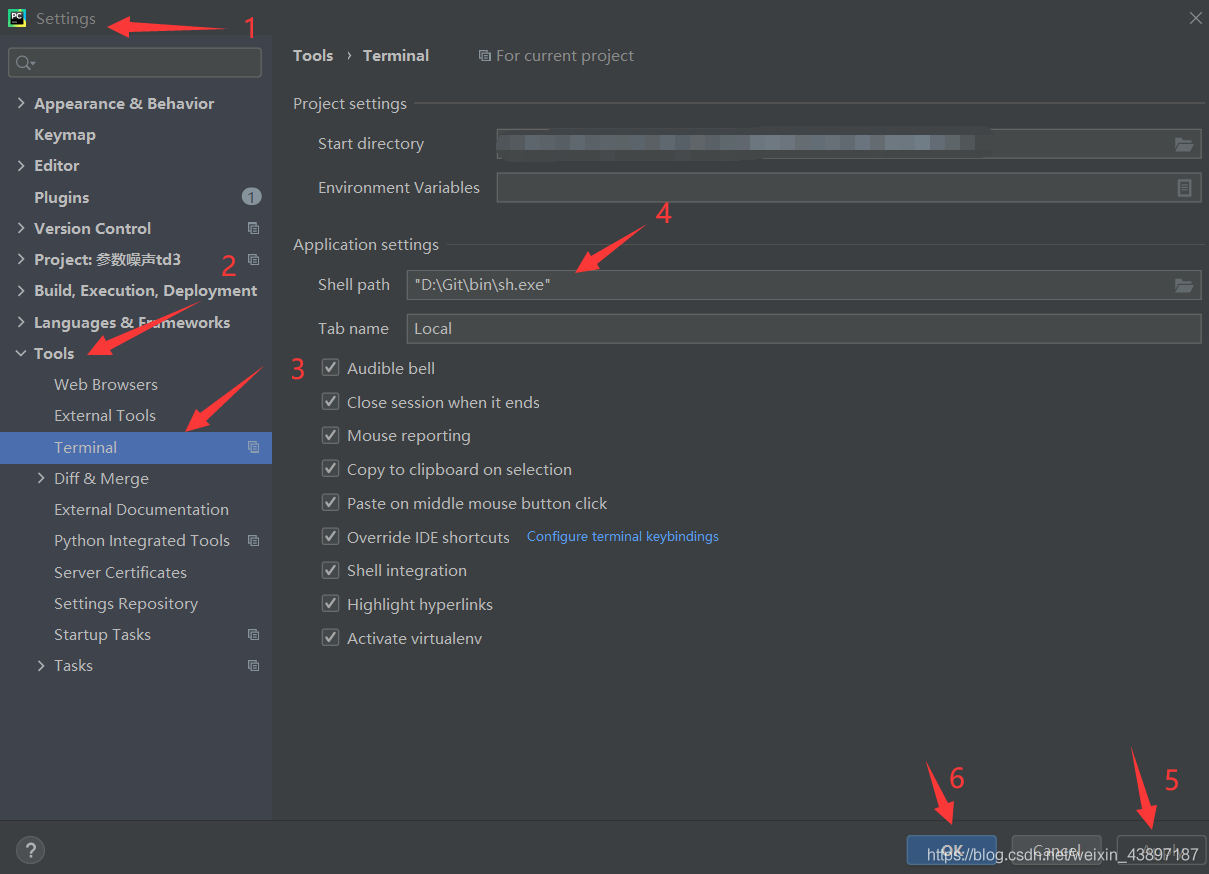 PC
Settings
1
Tools › Terminal
For current project
Appearance & Behavior
Keymap
Editor
Plugins 1
Version Control
Project: 参数噪声td3
2
Build, Execution, Deployment
Languages & Frameworks
Tools
Web Browsers
External Tools
Terminal
Diff & Merge
External Documentation
Python Integrated Tools
Server Certificates
Settings Repository
Startup Tasks
Tasks
Project settings
Start directory
Environment Variables
4
Application settings
Shell path "D:\Git\bin\sh.exe"
Tab name Local
3
Audible bell
Close session when it ends
Mouse reporting
Copy to clipboard on selection
Paste on middle mouse button click
Override IDE shortcuts Configure terminal keybindings
Shell integration
Highlight hyperlinks
Activate virtualenv
6
5
?
OK
Cancel
Apply
https://blog.csdn.net/weixin_43897187